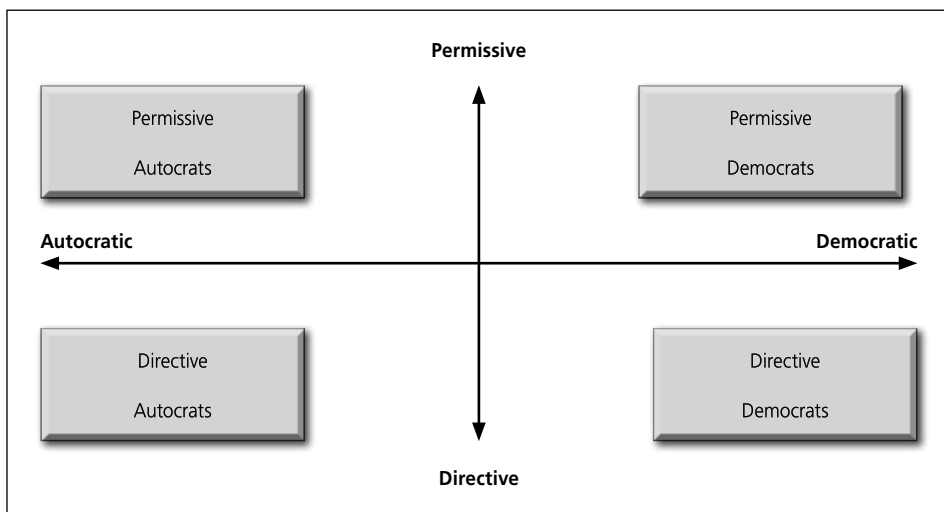 Permissive
Permissive
Autocrats
Permissive
Democrats
Autocratic
Democratic
Directive
Autocrats
Directive
Democrats
Directive